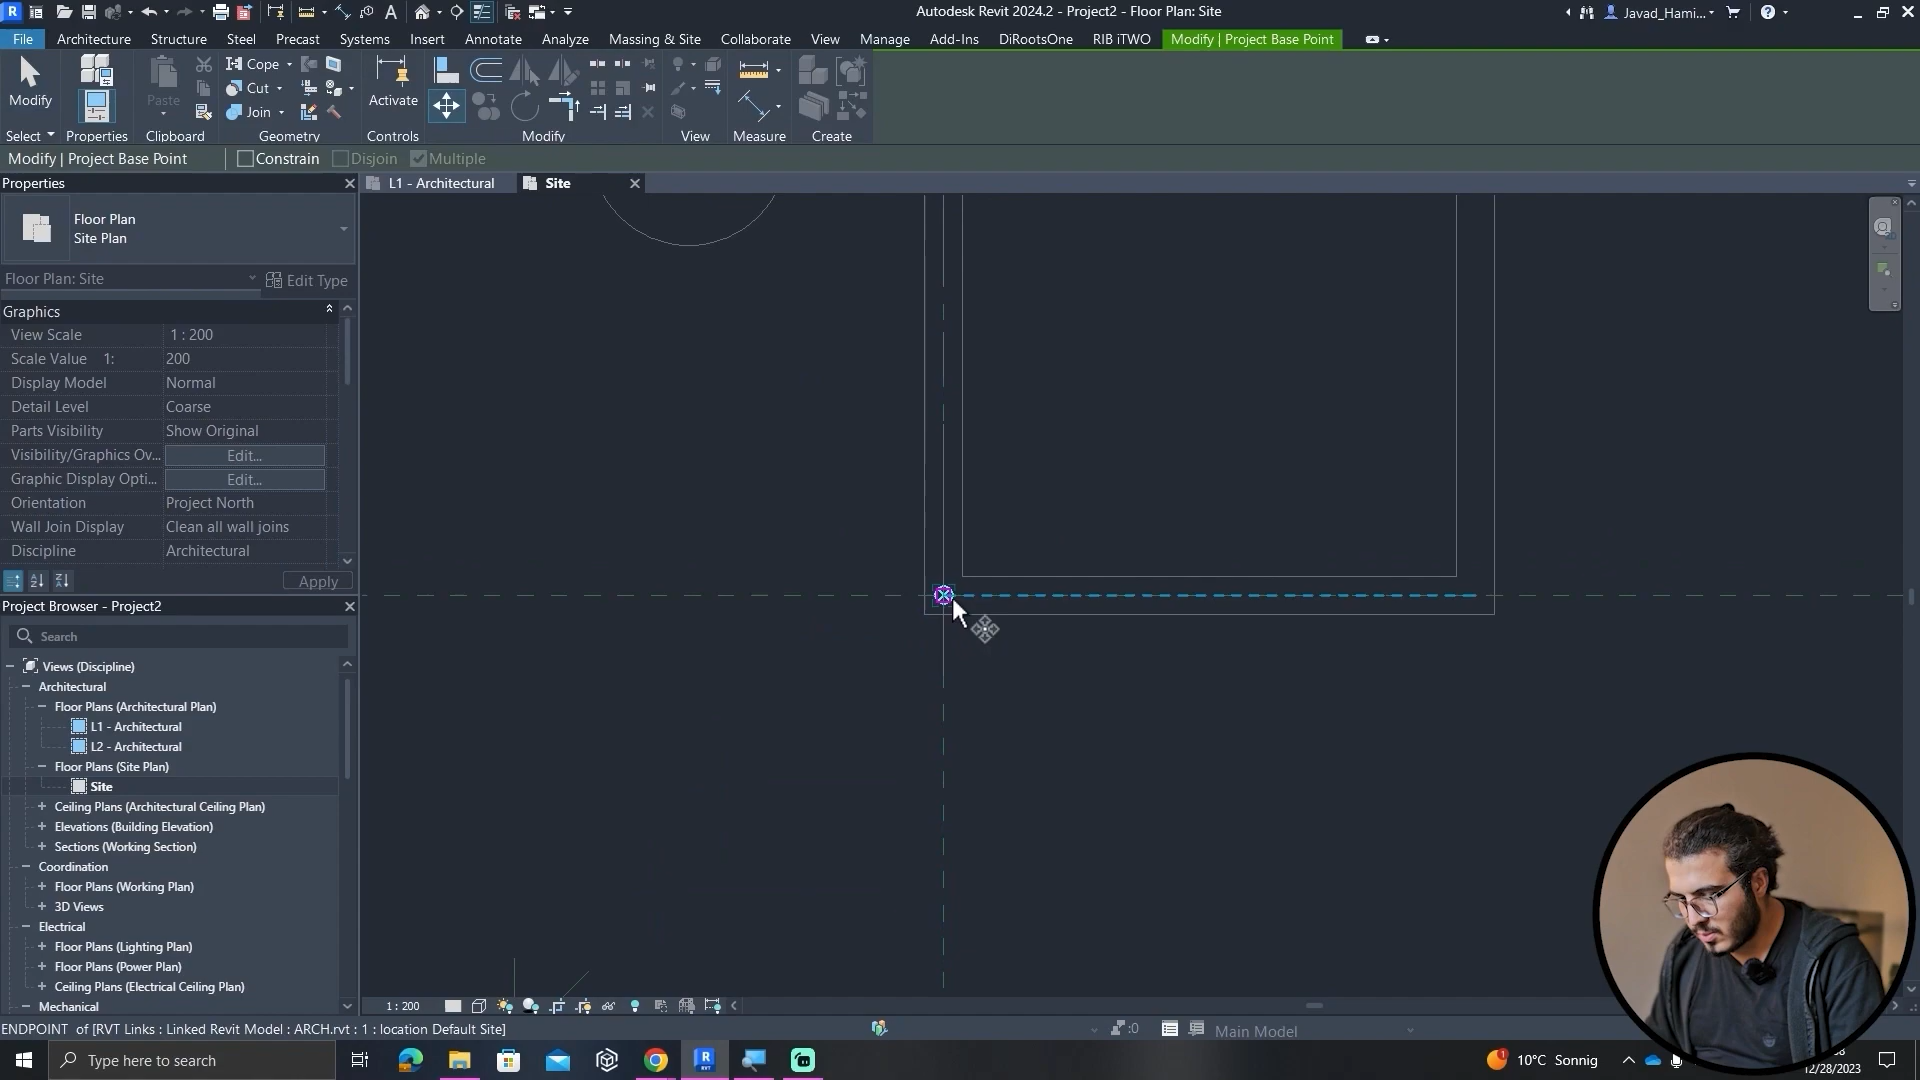 Autodesk Revit 2024.2 - Project2 - Floor Plan: Site
Javad_Hami...
File Architecture Structure Steel Precast Systems Insert Annotate Analyze Massing & Site Collaborate View Manage Add-Ins DiRootsOne RIB iTWO Modify | Project Base Point
Modify
Paste
Cope
Cut
Join
Activate
Select Properties Clipboard Geometry Controls Modify View Measure Create
Modify | Project Base Point Constrain Disjoin Multiple
Properties
L1 - Architectural
Site
Floor Plan
Site Plan
Floor Plan: Site
Edit Type
Graphics
View Scale 1 : 200
Scale Value 1: 200
Display Model Normal
Detail Level Coarse
Parts Visibility Show Original
Visibility/Graphics Ov... Edit...
Graphic Display Opti... Edit...
Orientation Project North
Wall Join Display Clean all wall joins
Discipline Architectural
Apply
Project Browser - Project2
Search
Views (Discipline)
Architectural
Floor Plans (Architectural Plan)
L1 - Architectural
L2 - Architectural
Floor Plans (Site Plan)
Site
Ceiling Plans (Architectural Ceiling Plan)
Elevations (Building Elevation)
Sections (Working Section)
Coordination
Floor Plans (Working Plan)
3D Views
Electrical
Floor Plans (Lighting Plan)
Floor Plans (Power Plan)
Ceiling Plans (Electrical Ceiling Plan)
Mechanical
1 : 200
ENDPOINT of [RVT Links : Linked Revit Model : ARCH.rvt : 1 : location Default Site]
:0
Main Model
Type here to search
10°C Sonnig
12/28/2023